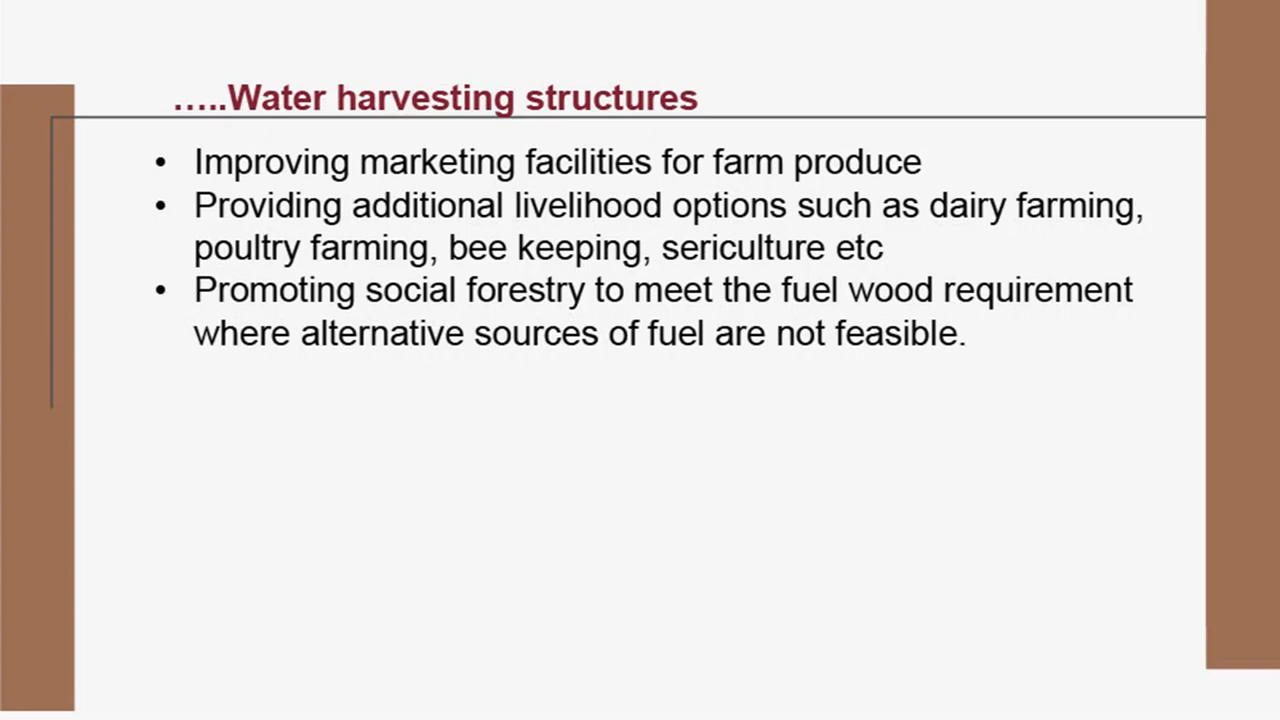 …..Water harvesting structures
• Improving marketing facilities for farm produce
• Providing additional livelihood options such as dairy farming,
poultry farming, bee keeping, sericulture etc
• Promoting social forestry to meet the fuel wood requirement
where alternative sources of fuel are not feasible.